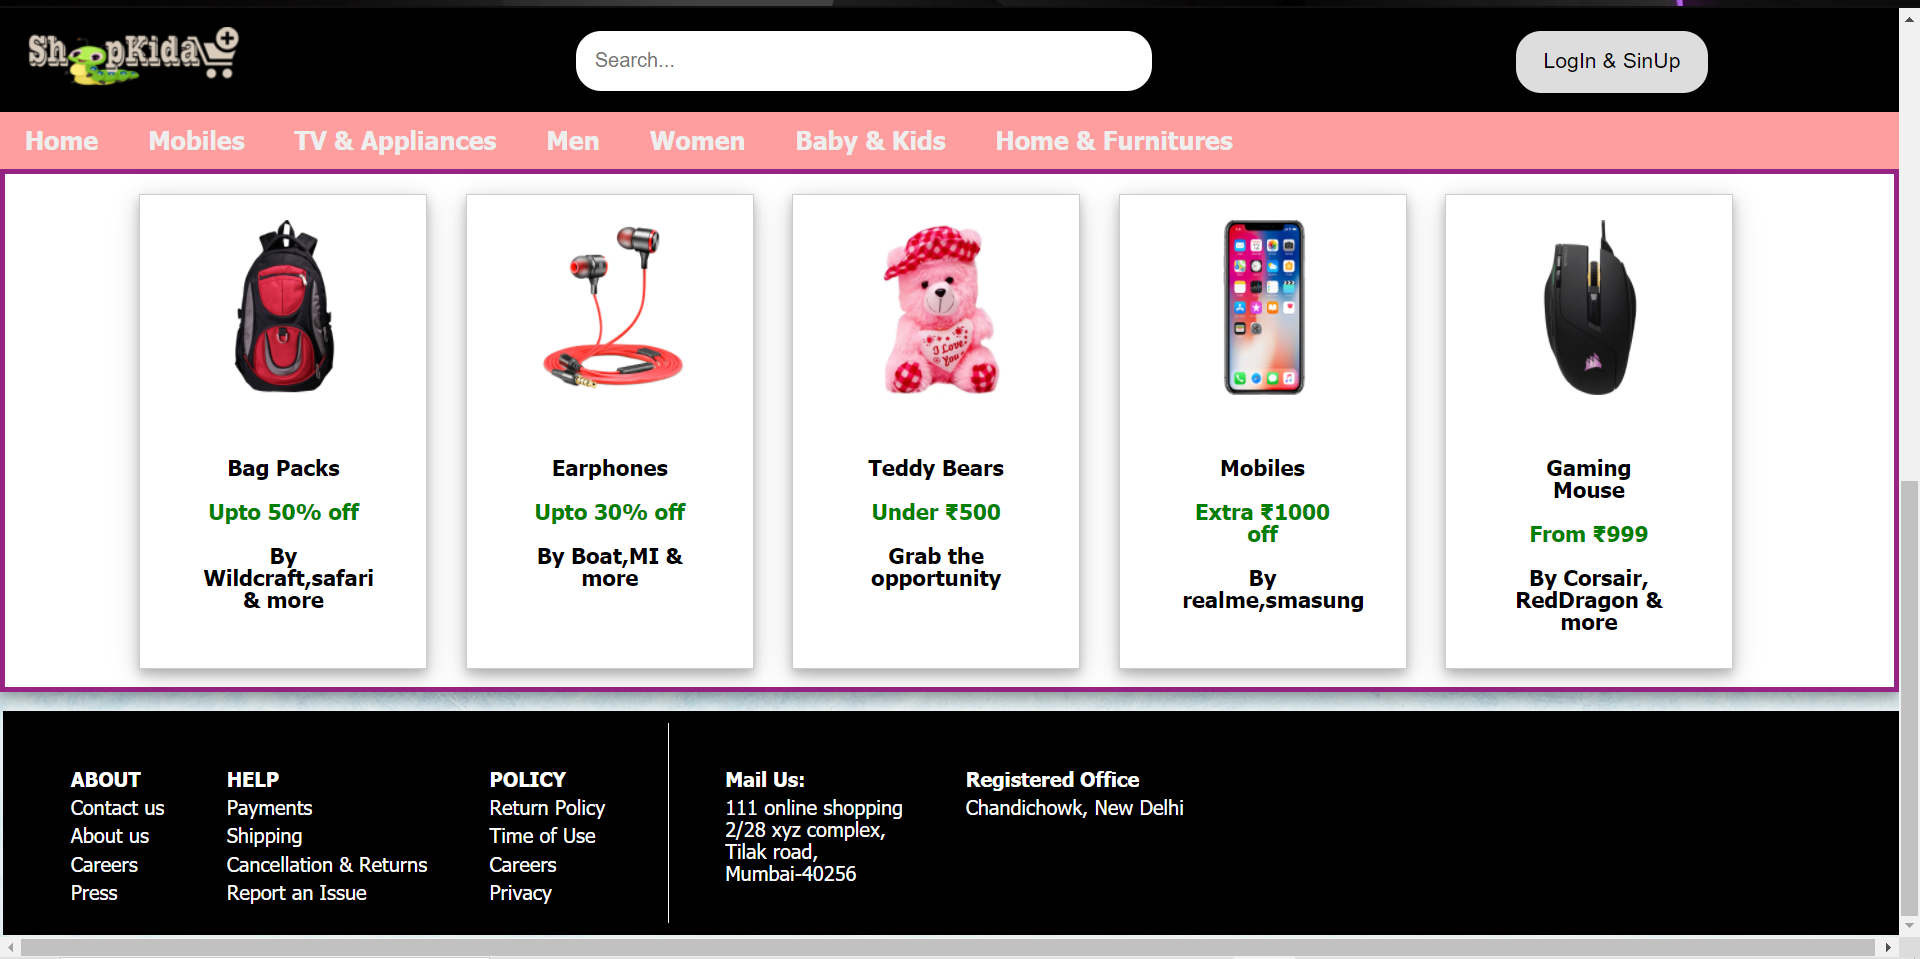 ShopKida
Search...
LogIn & SinUp
Home Mobiles TV & Appliances Men Women Baby & Kids Home & Furnitures
I Love
You
Bag Packs
Upto 50% off
By
Wildcraft,safari
& more
Earphones
Upto 30% off
By Boat,MI &
more
Teddy Bears
Under ₹500
Grab the
opportunity
Mobiles
Extra ₹1000
off
By
realme,smasung
Gaming
Mouse
From ₹999
By Corsair,
RedDragon &
more
ABOUT
Contact us
About us
Careers
Press
HELP
Payments
Shipping
Cancellation & Returns
Report an Issue
POLICY
Return Policy
Time of Use
Careers
Privacy
Mail Us:
111 online shopping
2/28 xyz complex,
Tilak road,
Mumbai-40256
Registered Office
Chandichowk, New Delhi